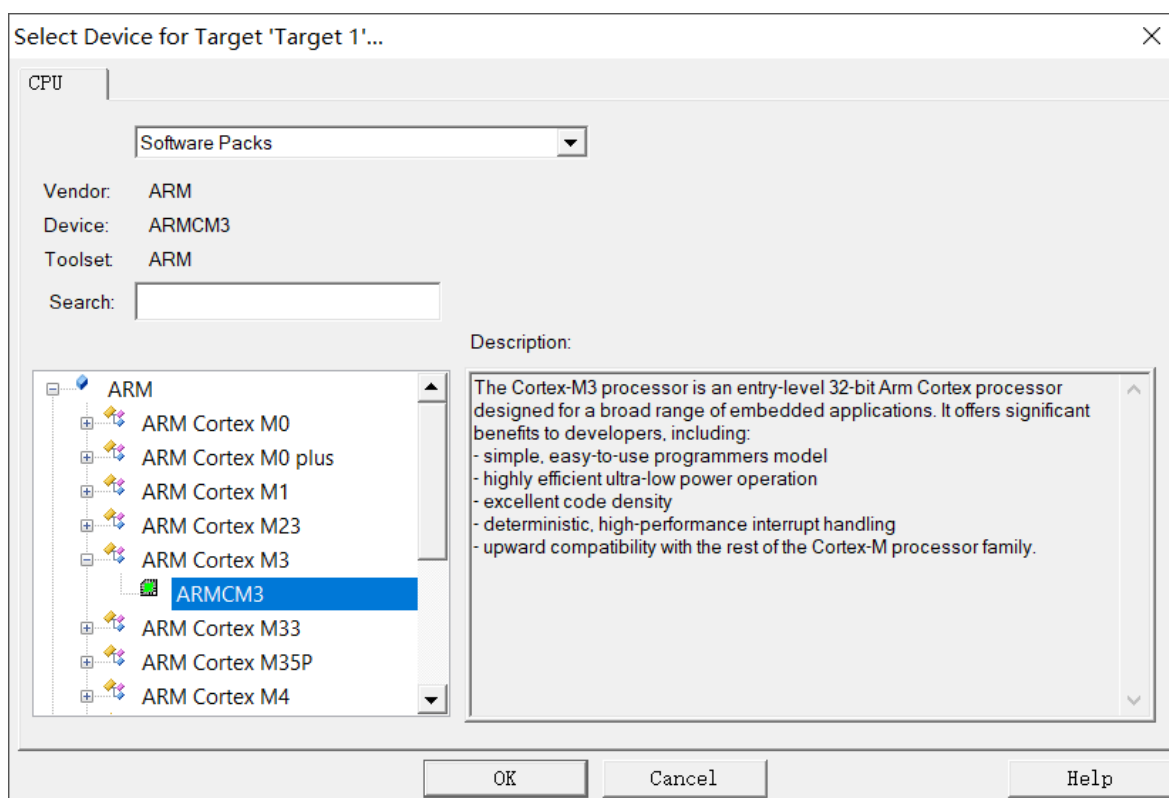 Select Device for Target 'Target 1'...
CPU
Software Packs
Vendor: ARM
Device: ARMCM3
Toolset: ARM
Search:
Description:
ARM
ARM Cortex M0
ARM Cortex M0 plus
ARM Cortex M1
ARM Cortex M23
ARM Cortex M3
ARMCM3
ARM Cortex M33
ARM Cortex M35P
ARM Cortex M4
The Cortex-M3 processor is an entry-level 32-bit Arm Cortex processor
designed for a broad range of embedded applications. It offers significant
benefits to developers, including:
- simple, easy-to-use programmers model
- highly efficient ultra-low power operation
- excellent code density
- deterministic, high-performance interrupt handling
- upward compatibility with the rest of the Cortex-M processor family.
OK
Cancel
Help